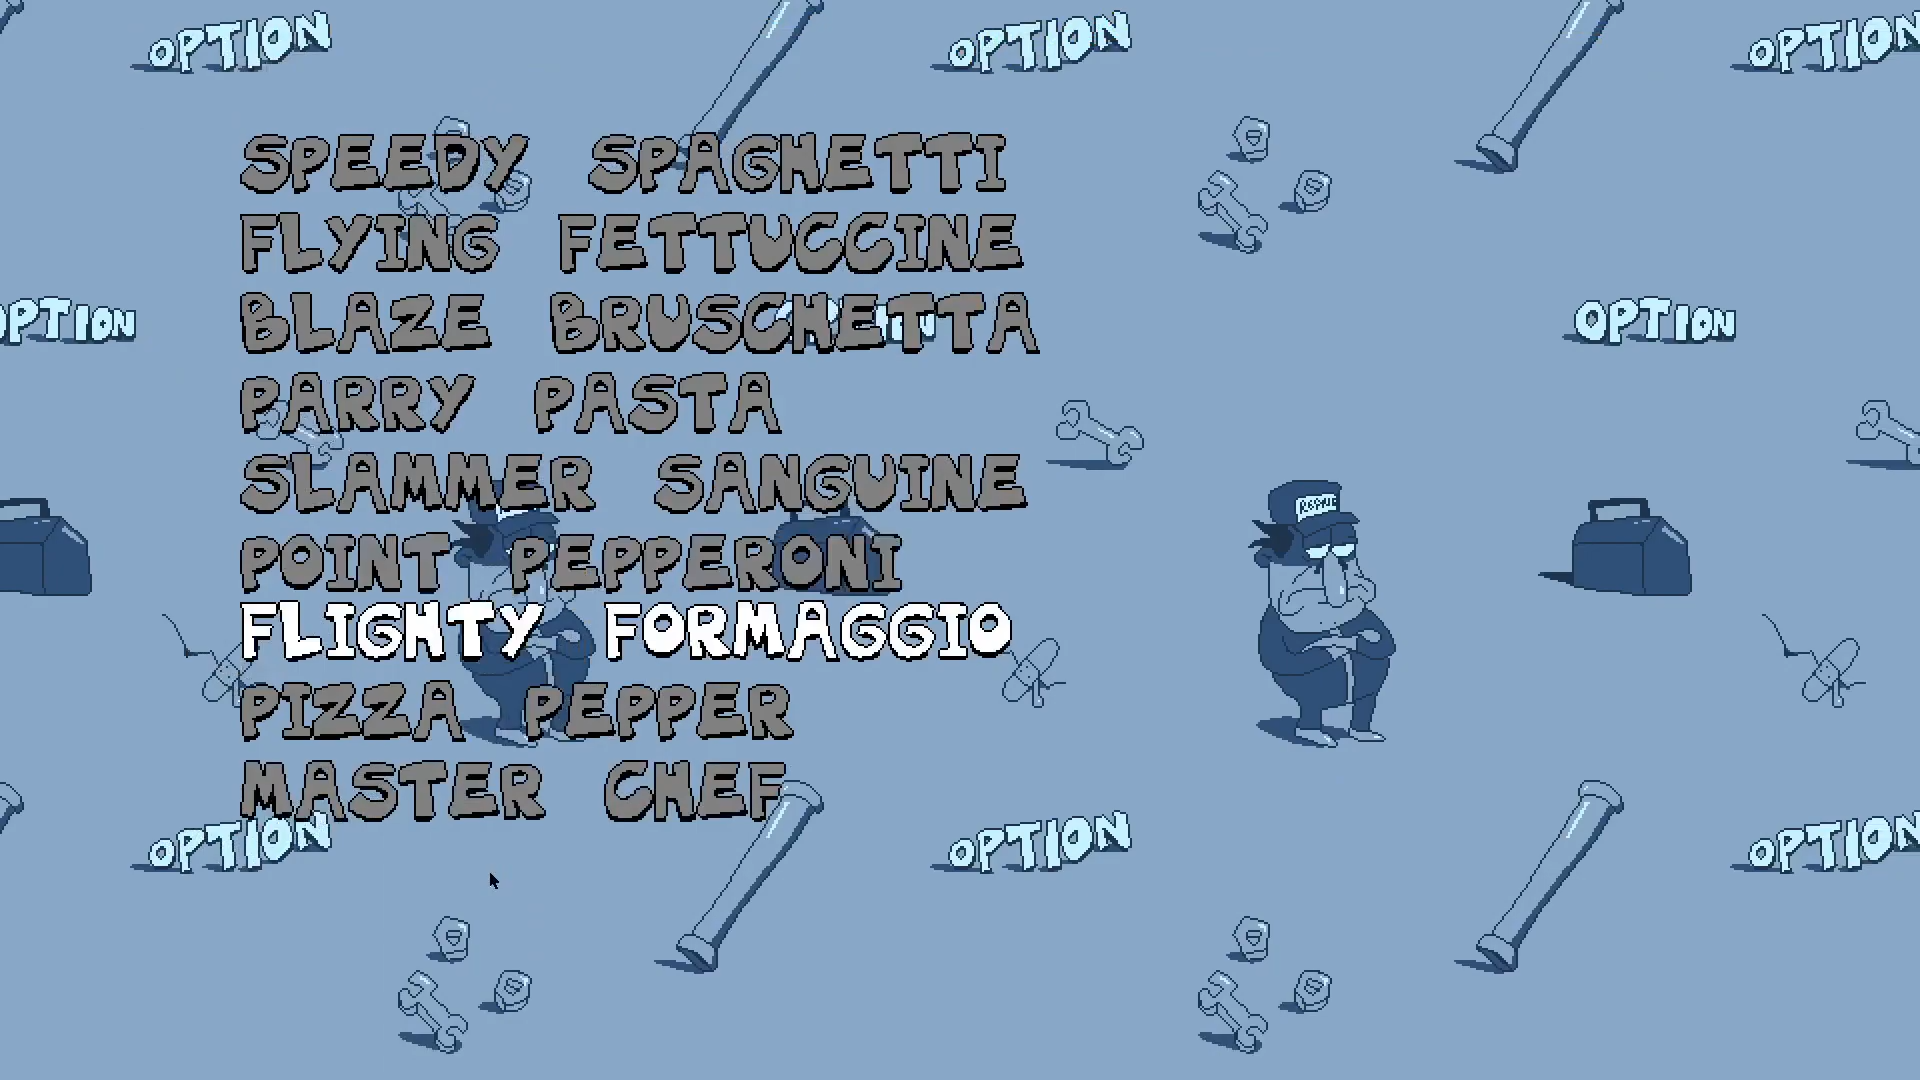 OPTION OPTION OPTION
SPEEDY SPAGHETTI
FLYING FETTUCCINE
BLAZE BRUSCHETTA
OPTION OPTION
PARRY PASTA
SLAMMER SANGUINE
POINT PEPPERONI
FLIGHTY FORMAGGIO
PIZZA PEPPER
MASTER CHEF
OPTION OPTION OPTION